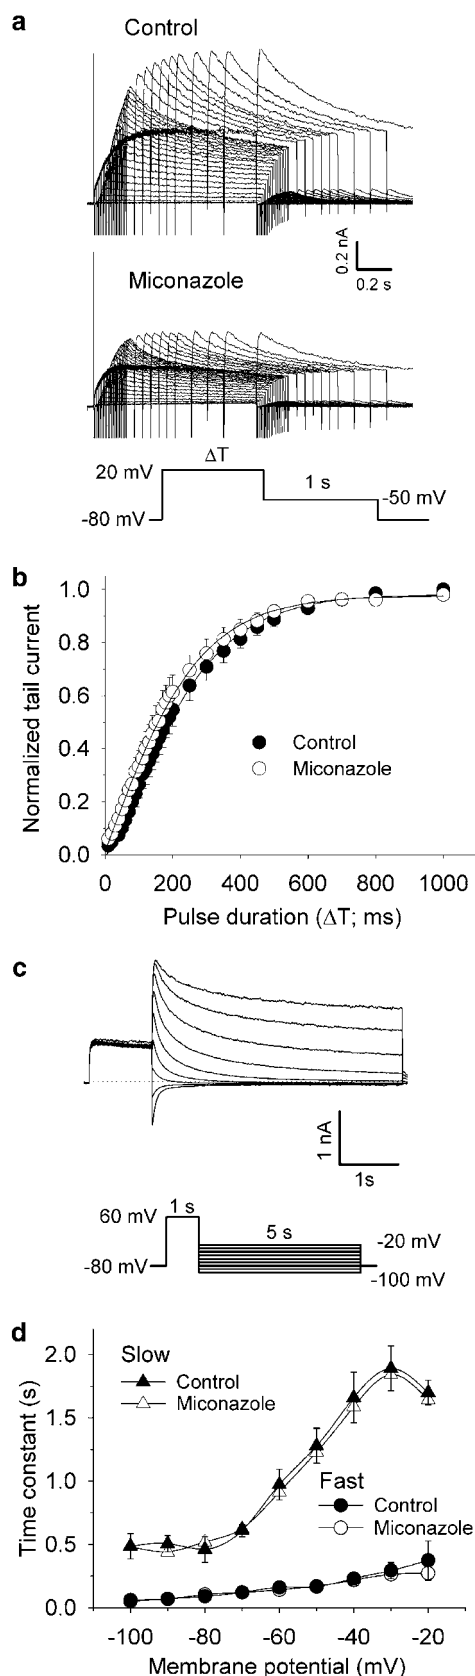 a
Control
0.2 nA
0.2 s
Miconazole
ΔT
20 mV
1 s
-50 mV
-80 mV
b
1.0
0.8
0.6
0.4
0.2
0.0
Normalized tail current
Control
Miconazole
0 200 400 600 800 1000
Pulse duration (ΔT; ms)
c
1 nA
1s
1 s
60 mV
5 s
-20 mV
-80 mV
-100 mV
d
2.0
1.5
1.0
0.5
0.0
Time constant (s)
Slow
Control
Miconazole
Fast
Control
Miconazole
-100 -80 -60 -40 -20
Membrane potential (mV)